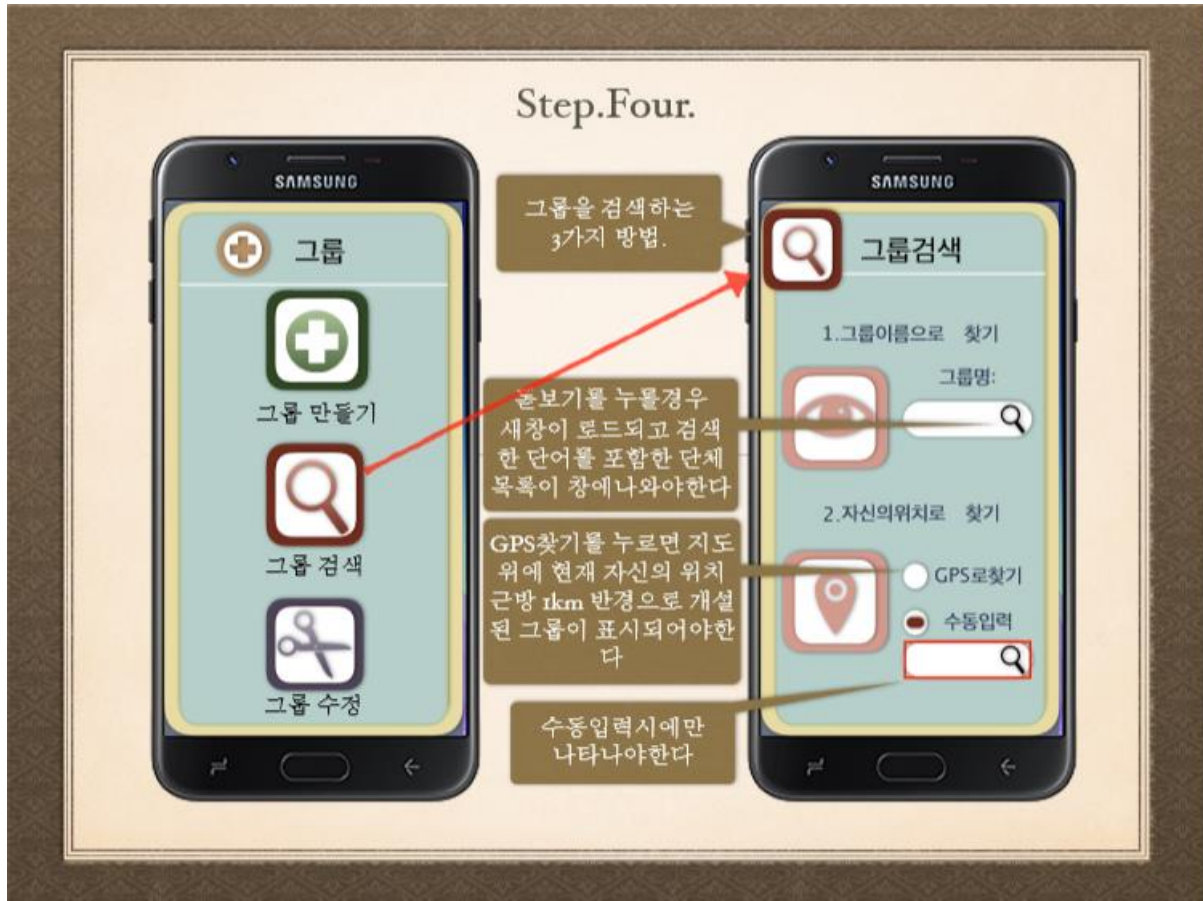 Step.Four.
SAMSUNG
그룹
그룹 만들기
그룹 검색
그룹 수정
그룹을 검색하는
3가지 방법.
돋보기를 누를경우
새창이 로드되고 검색
한 단어를 포함한 단체
목록이 창에나와야한다
GPS찾기를 누르면 지도
위에 현재 자신의 위치
근방 1km 반경으로 개설
된 그룹이 표시되어야한
다
수동입력시에만
나타나야한다
SAMSUNG
그룹검색
1.그룹이름으로 찾기
그룹명:
2.자신의위치로 찾기
GPS로찾기
수동입력